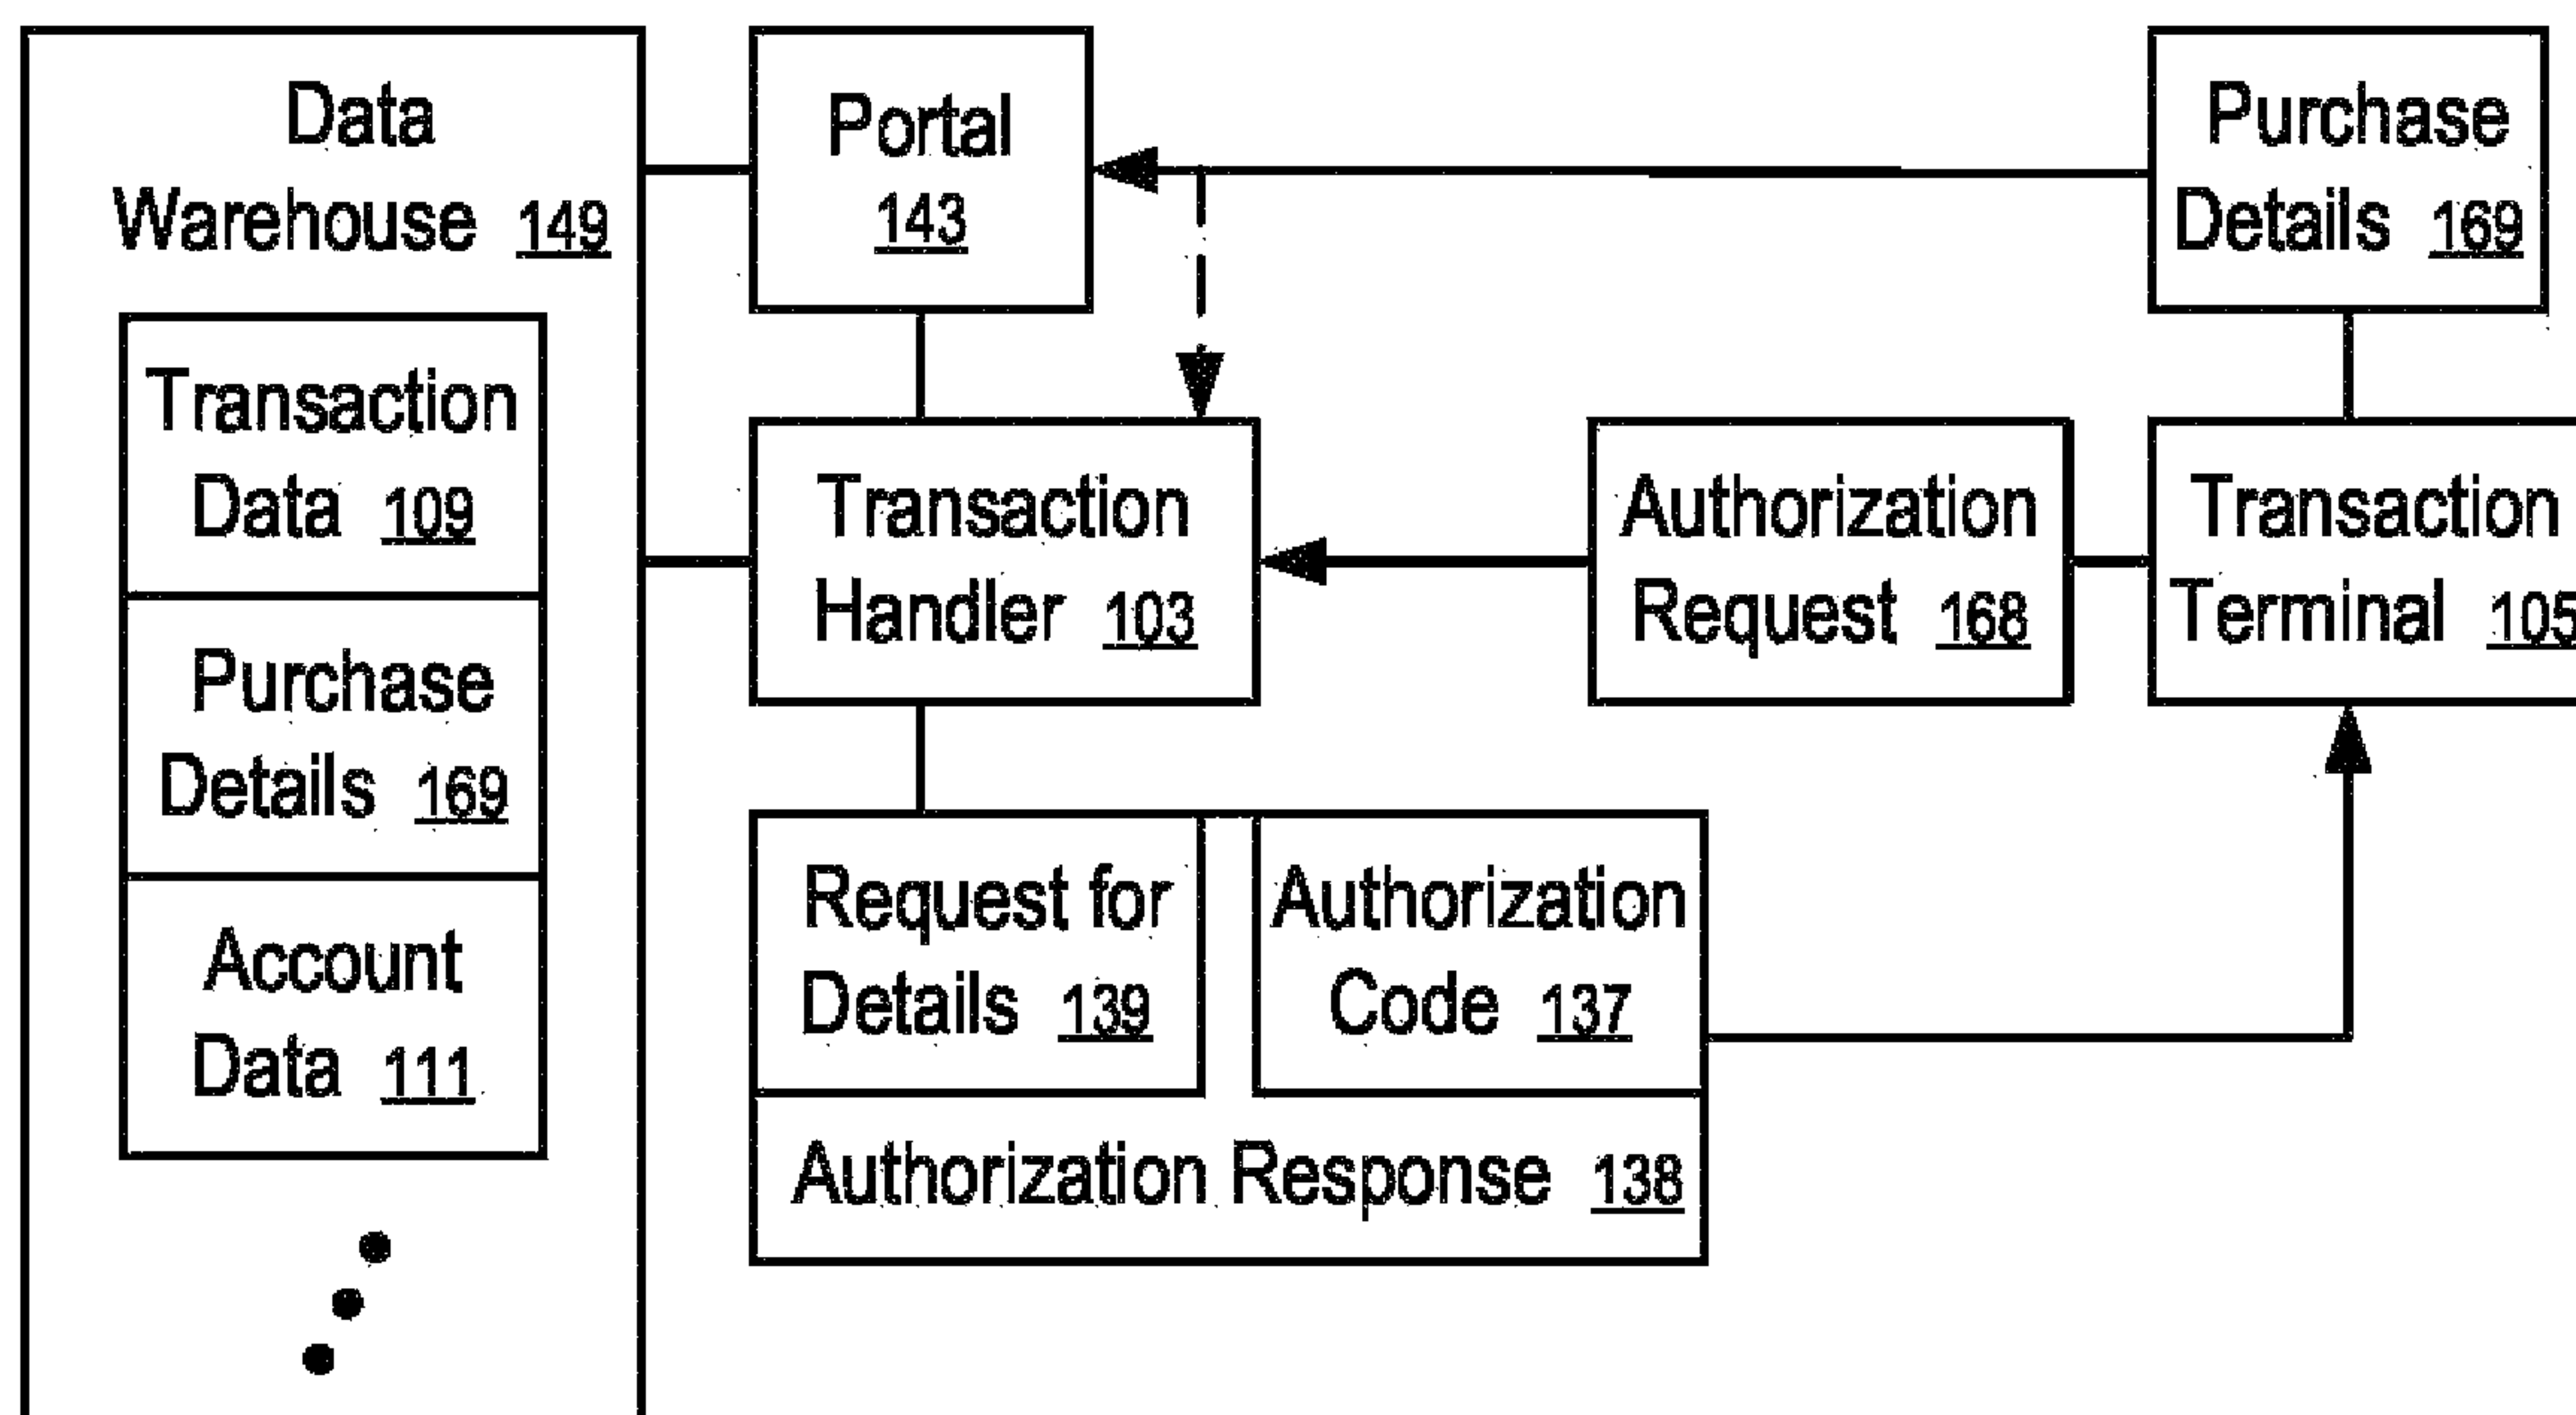 Data
Warehouse 149
Transaction
Data 109
Purchase
Details 169
Account
Data 111
Portal
143
Purchase
Details 169
Transaction
Handler 103
Authorization
Request 168
Transaction
Terminal 105
Request for
Details 139
Authorization
Code 137
Authorization Response 138